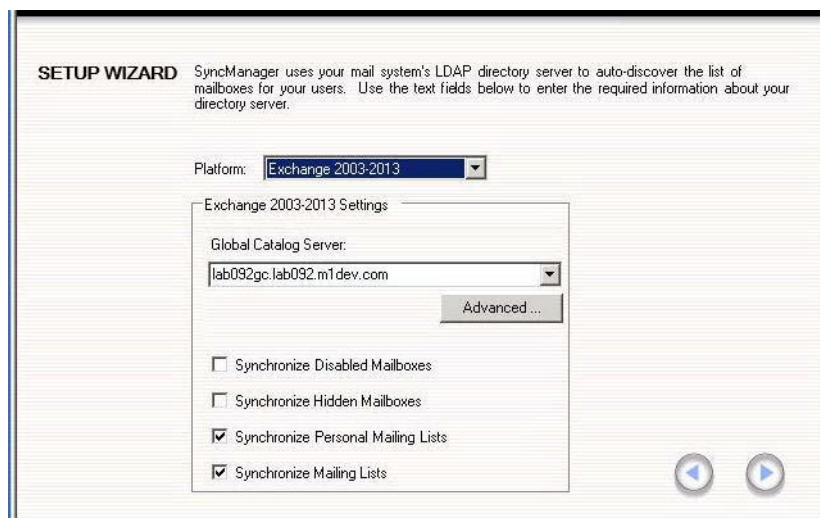 SETUP WIZARD
SyncManager uses your mail system's LDAP directory server to auto-discover the list of
mailboxes for your users. Use the text fields below to enter the required information about your
directory server.
Platform: Exchange 2003-2013
Exchange 2003-2013 Settings
Global Catalog Server:
lab092gc.lab092.m1dev.com
Advanced ...
Synchronize Disabled Mailboxes
Synchronize Hidden Mailboxes
Synchronize Personal Mailing Lists
Synchronize Mailing Lists